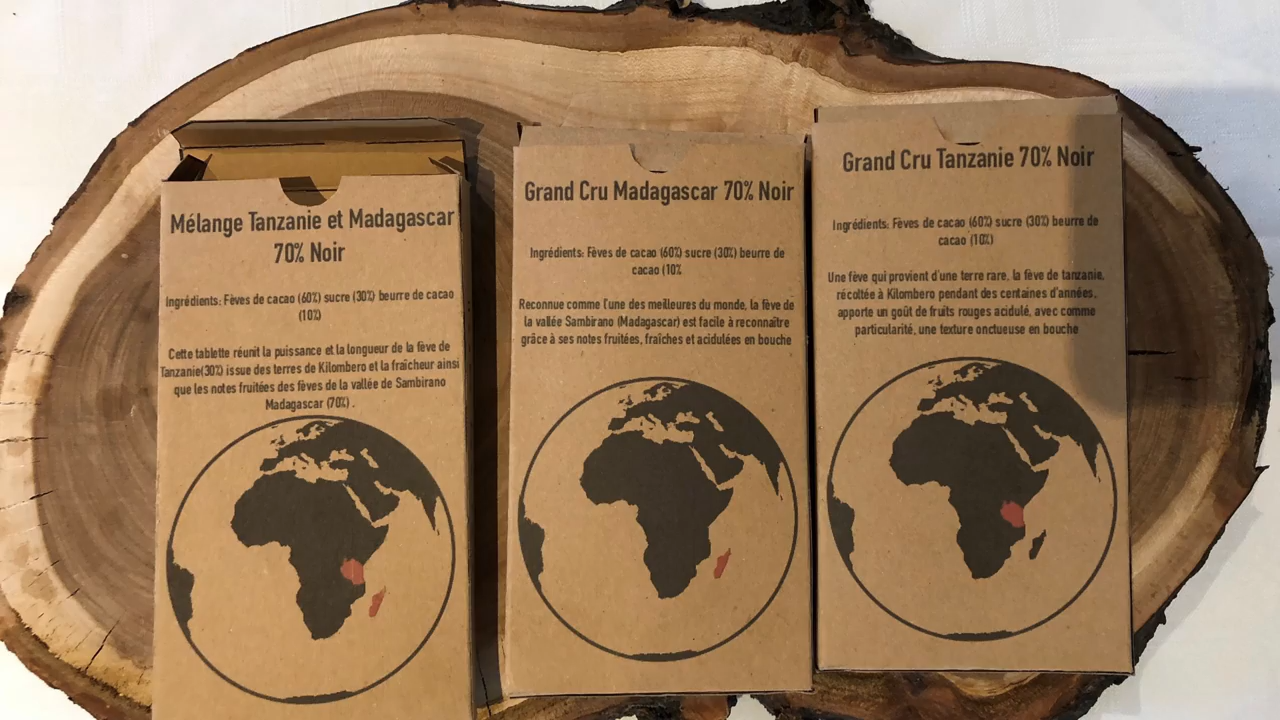 Mélange Tanzanie et Madagascar
70% Noir
Ingrédients: Fèves de cacao (60%) sucre (30%) beurre de cacao
(10%)
Cette tablette réunit la puissance et la longueur de la fève de
Tanzanie(30%) issue des terres de Kilombero et la fraîcheur ainsi
que les notes fruitées des fèves de la vallée de Sambirano
Madagascar (70%) .
Grand Cru Madagascar 70% Noir
Ingrédients: Fèves de cacao (60%) sucre (30%) beurre de
cacao (10%
Reconnue comme l'une des meilleures du monde, la fève de
la vallée Sambirano (Madagascar) est facile à reconnaître
grâce à ses notes fruitées, fraîches et acidulées en bouche
Grand Cru Tanzanie 70% Noir
Ingrédients: Fèves de cacao (60%) sucre (30%) beurre de
cacao (10%)
Une fève qui provient d'une terre rare, la fève de tanzanie,
récoltée à Kilombero pendant des centaines d'années,
apporte un goût de fruits rouges acidulé, avec comme
particularité, une texture onctueuse en bouche